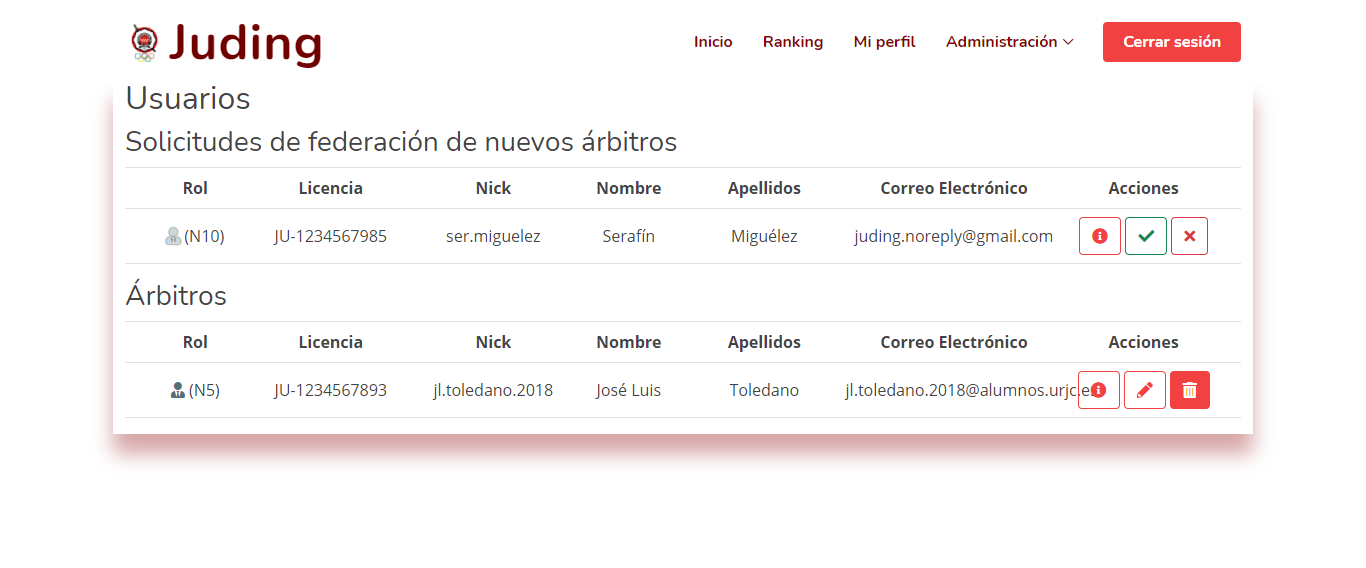 Juding Inicio Ranking Mi perfil Administración Cerrar sesión
Usuarios
Solicitudes de federación de nuevos árbitros
Rol Licencia Nick Nombre Apellidos Correo Electrónico Acciones
(N10) JU-1234567985 ser.miguelez Serafín Miguélez juding.noreply@gmail.com
Árbitros
Rol Licencia Nick Nombre Apellidos Correo Electrónico Acciones
(N5) JU-1234567893 jl.toledano.2018 José Luis Toledano jl.toledano.2018@alumnos.urjc.es